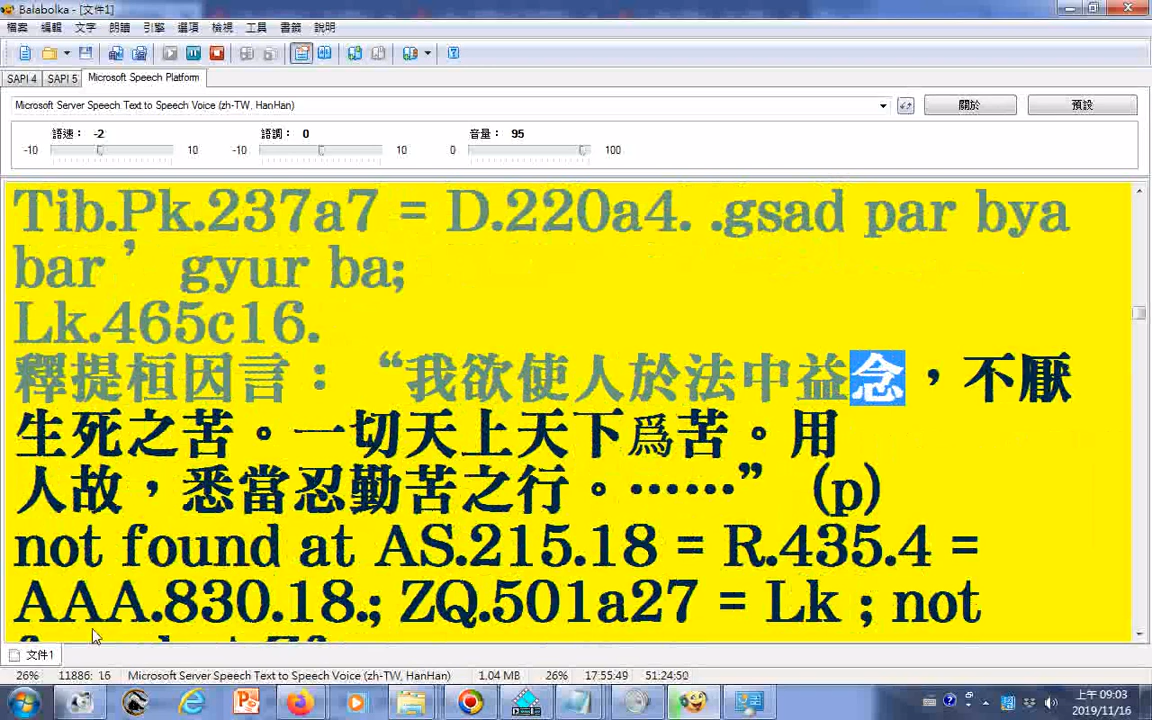 Balabolka - [文件1]
檔案 編輯 文字 朗讀 引擎 選項 檢視 工具 書籤 說明
SAPI 4 SAPI 5 Microsoft Speech Platform
Microsoft Server Speech Text to Speech Voice (zh-TW, HanHan) 關於 預設
語速： -2 語調： 0 音量： 95
-10 10 -10 10 0 100
Tib.Pk.237a7 = D.220a4. .gsad par bya
bar ’ gyur ba;
Lk.465c16.
釋提桓因言：“我欲使人於法中益念，不厭
生死之苦。一切天上天下爲苦。用
人故，悉當忍勤苦之行。……” (p)
not found at AS.215.18 = R.435.4 =
AAA.830.18.; ZQ.501a27 = Lk ; not
文件1
26% 11886: 16 Microsoft Server Speech Text to Speech Voice (zh-TW, HanHan) 1.04 MB 26% 17:55:49 51:24:50
上午 09:03
2019/11/16